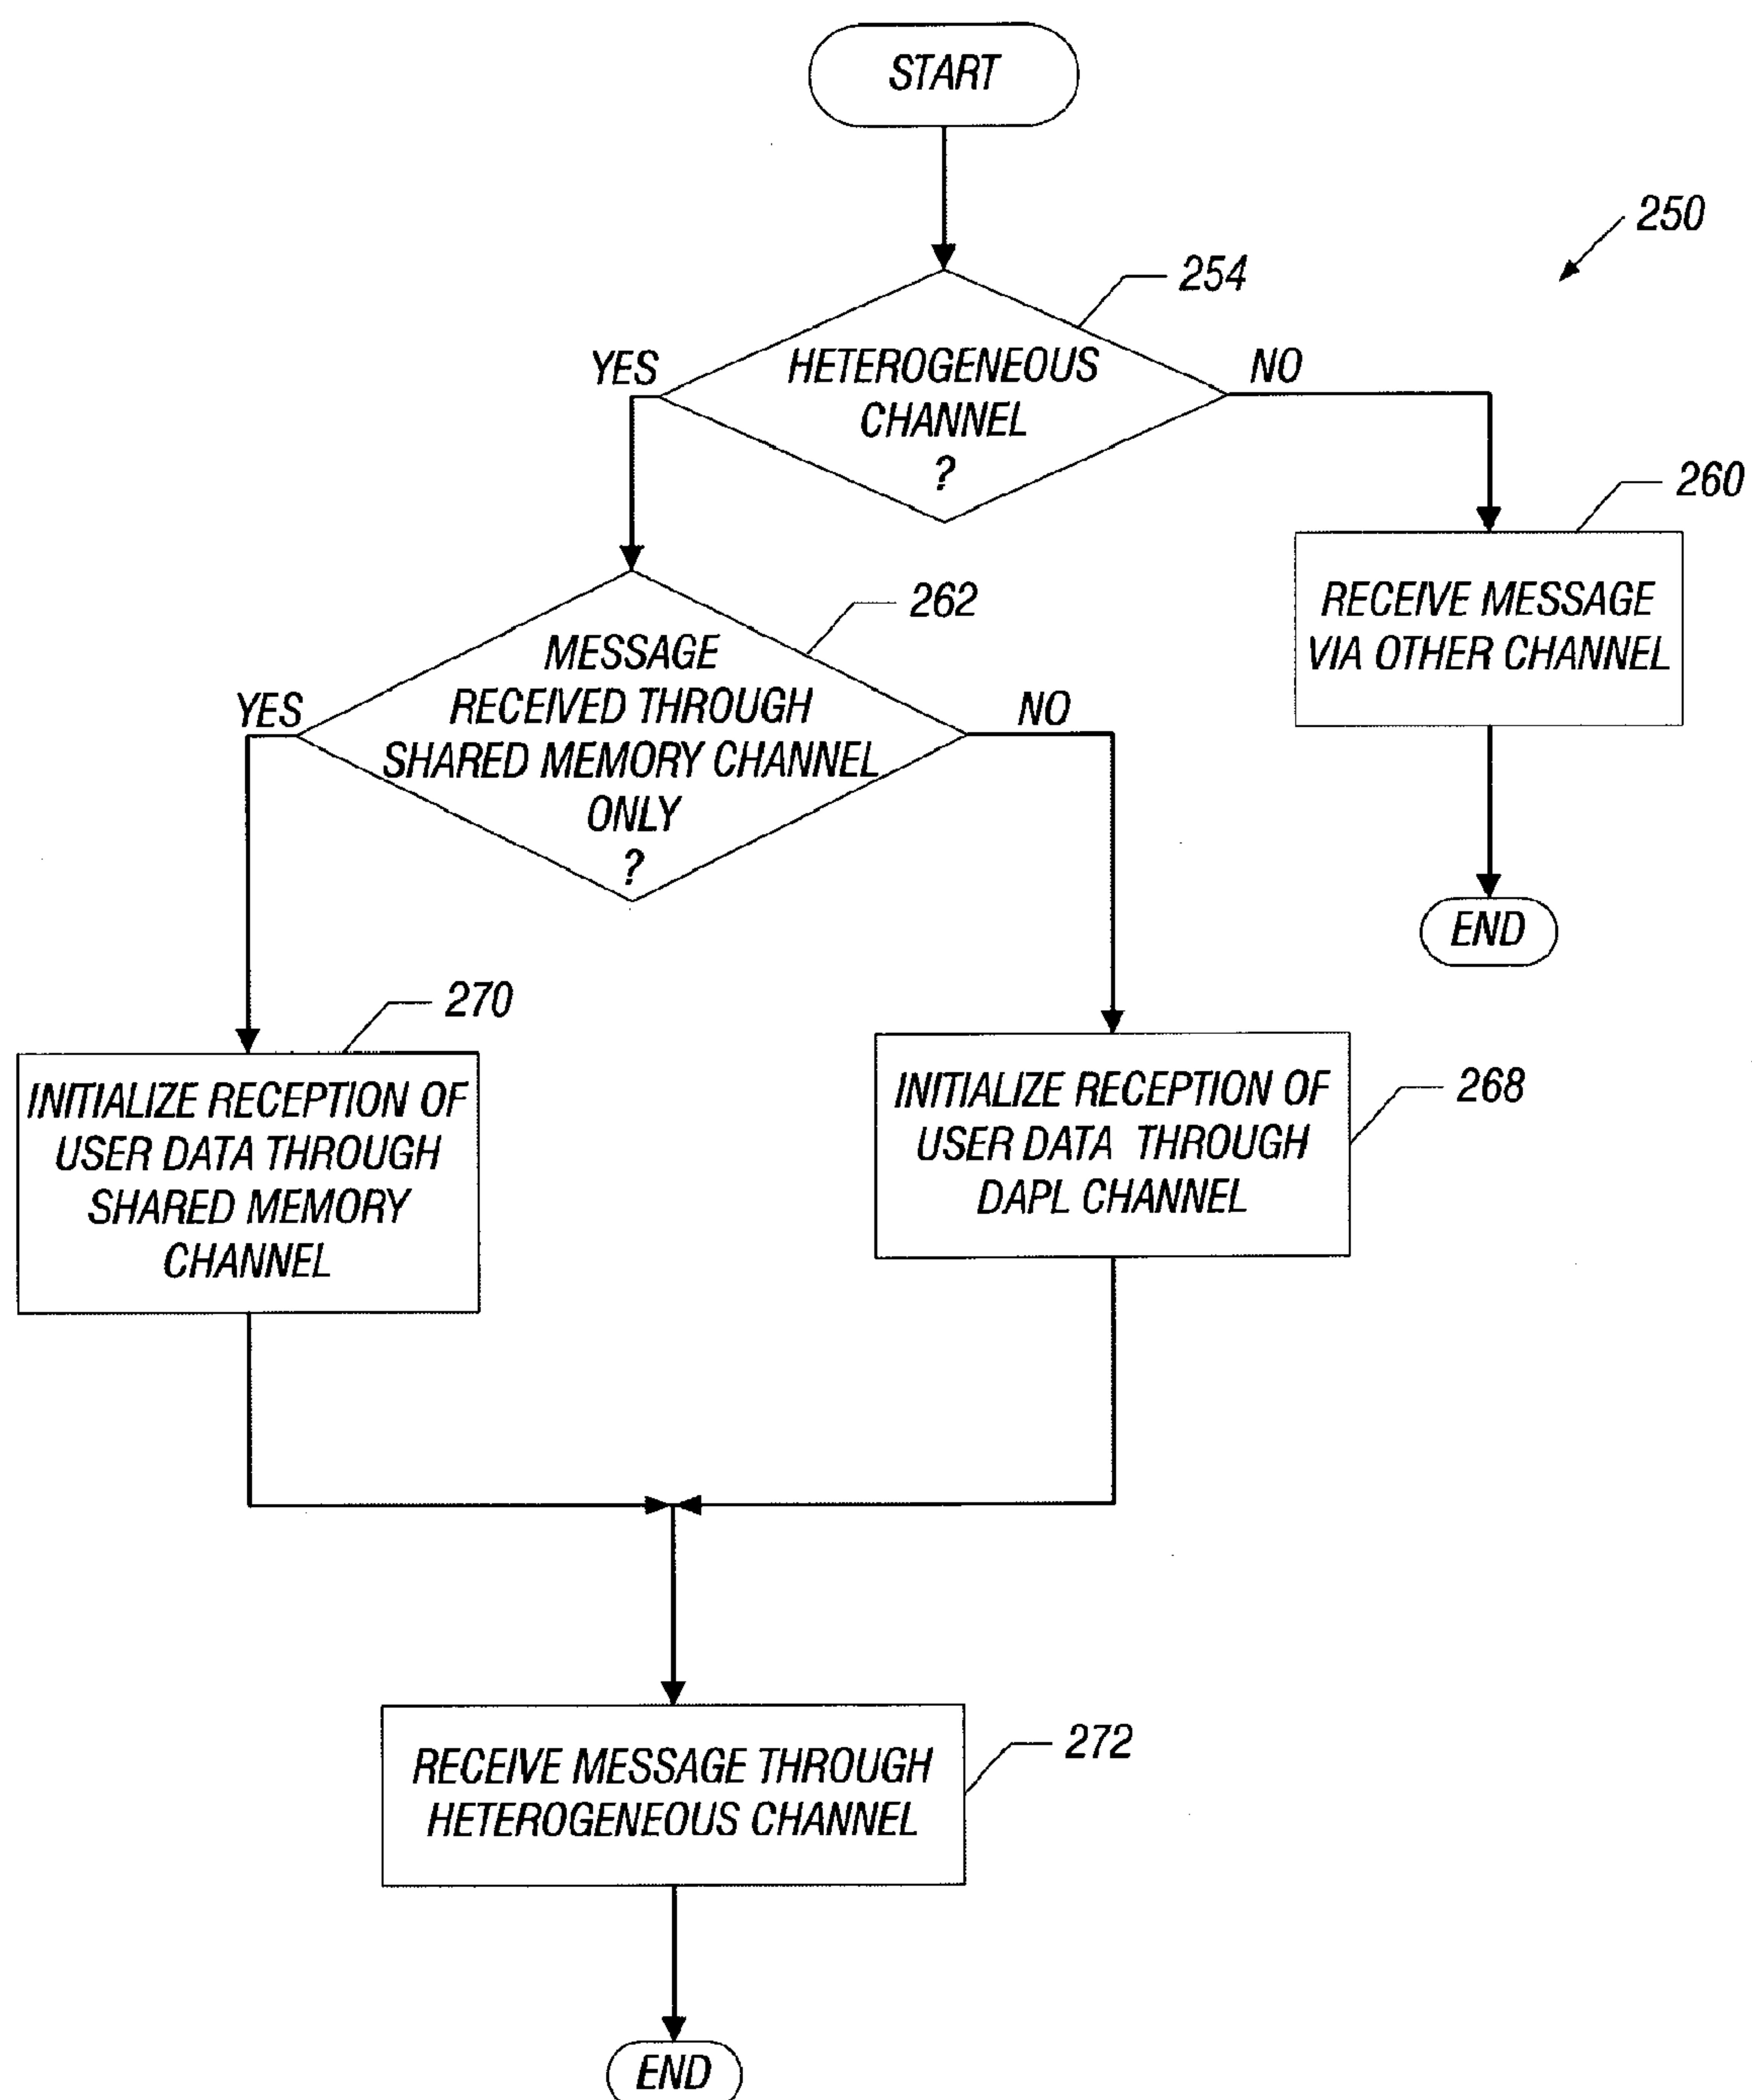 START
250
254
HETEROGENEOUS
CHANNEL
?
YES
NO
260
RECEIVE MESSAGE
VIA OTHER CHANNEL
END
262
MESSAGE
RECEIVED THROUGH
SHARED MEMORY CHANNEL
ONLY
?
YES
NO
270
INITIALIZE RECEPTION OF
USER DATA THROUGH
SHARED MEMORY
CHANNEL
268
INITIALIZE RECEPTION OF
USER DATA THROUGH
DAPL CHANNEL
272
RECEIVE MESSAGE THROUGH
HETEROGENEOUS CHANNEL
END